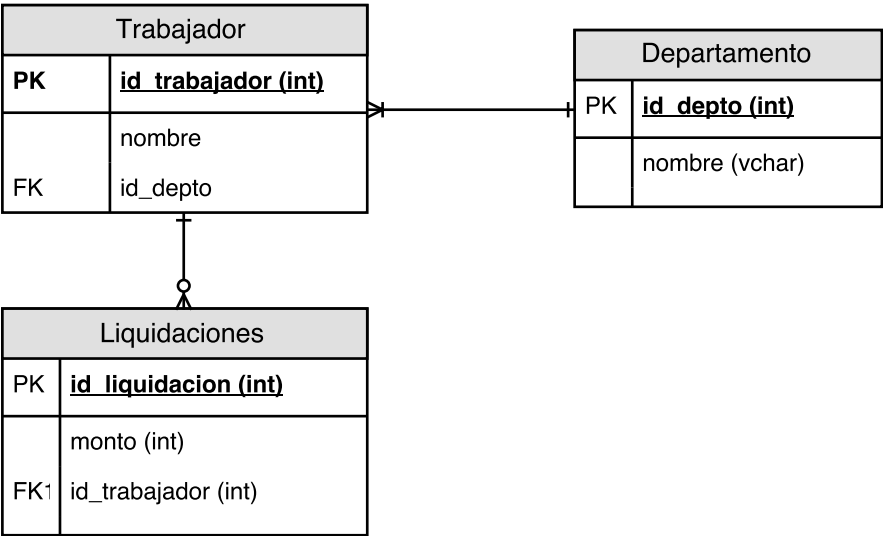 Trabajador
PK id_trabajador (int)
nombre
FK id_depto
Departamento
PK id_depto (int)
nombre (vchar)
Liquidaciones
PK id_liquidacion (int)
monto (int)
FK1 id_trabajador (int)